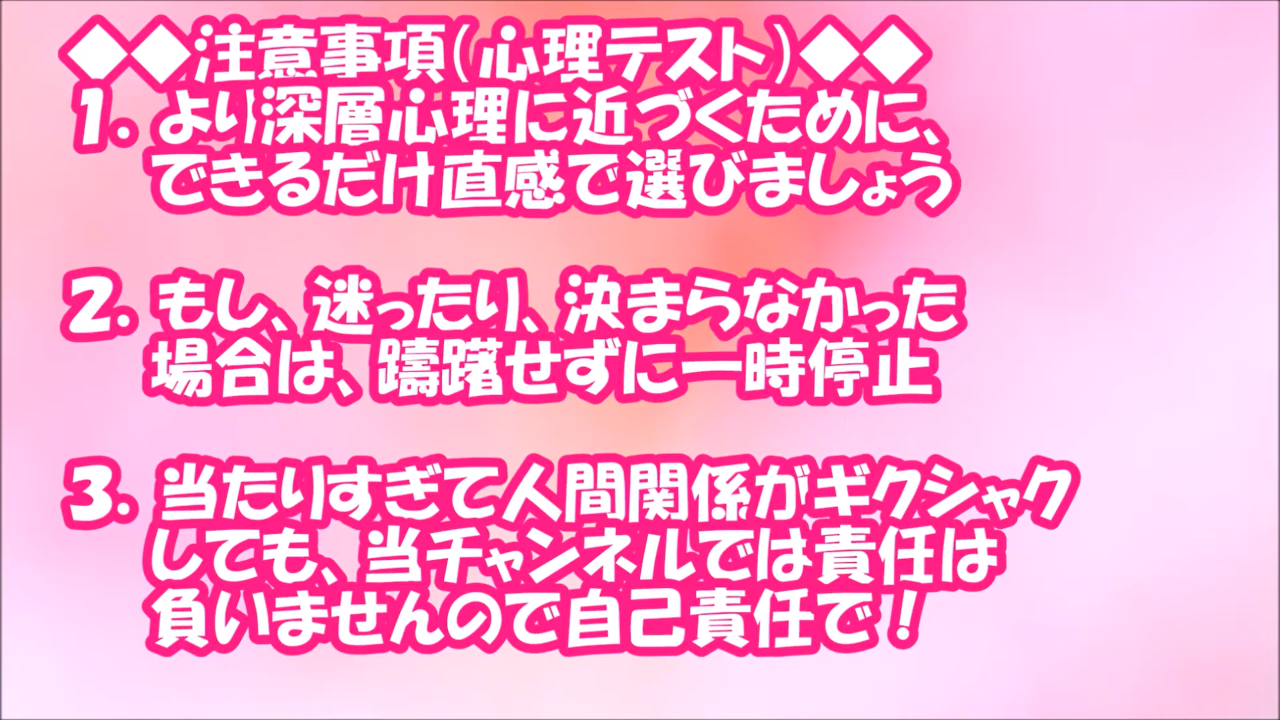 ◆◆注意事項(心理テスト)◆◆
1. より深層心理に近づくために、
できるだけ直感で選びましょう
2. もし、迷ったり、決まらなかった
場合は、躊躇せずに一時停止
3. 当たりすぎて人間関係がギクシャク
しても、当チャンネルでは責任は
負いませんので自己責任で!